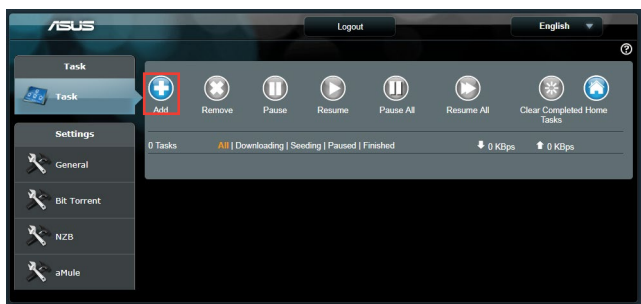 ASUS
Logout
English
?
Task
Task
Settings
General
Bit Torrent
NZB
aMule
Add
Remove
Pause
Resume
Pause All
Resume All
Clear Completed
Tasks
Home
0 Tasks
All | Downloading | Seeding | Paused | Finished
0 KBps
0 KBps